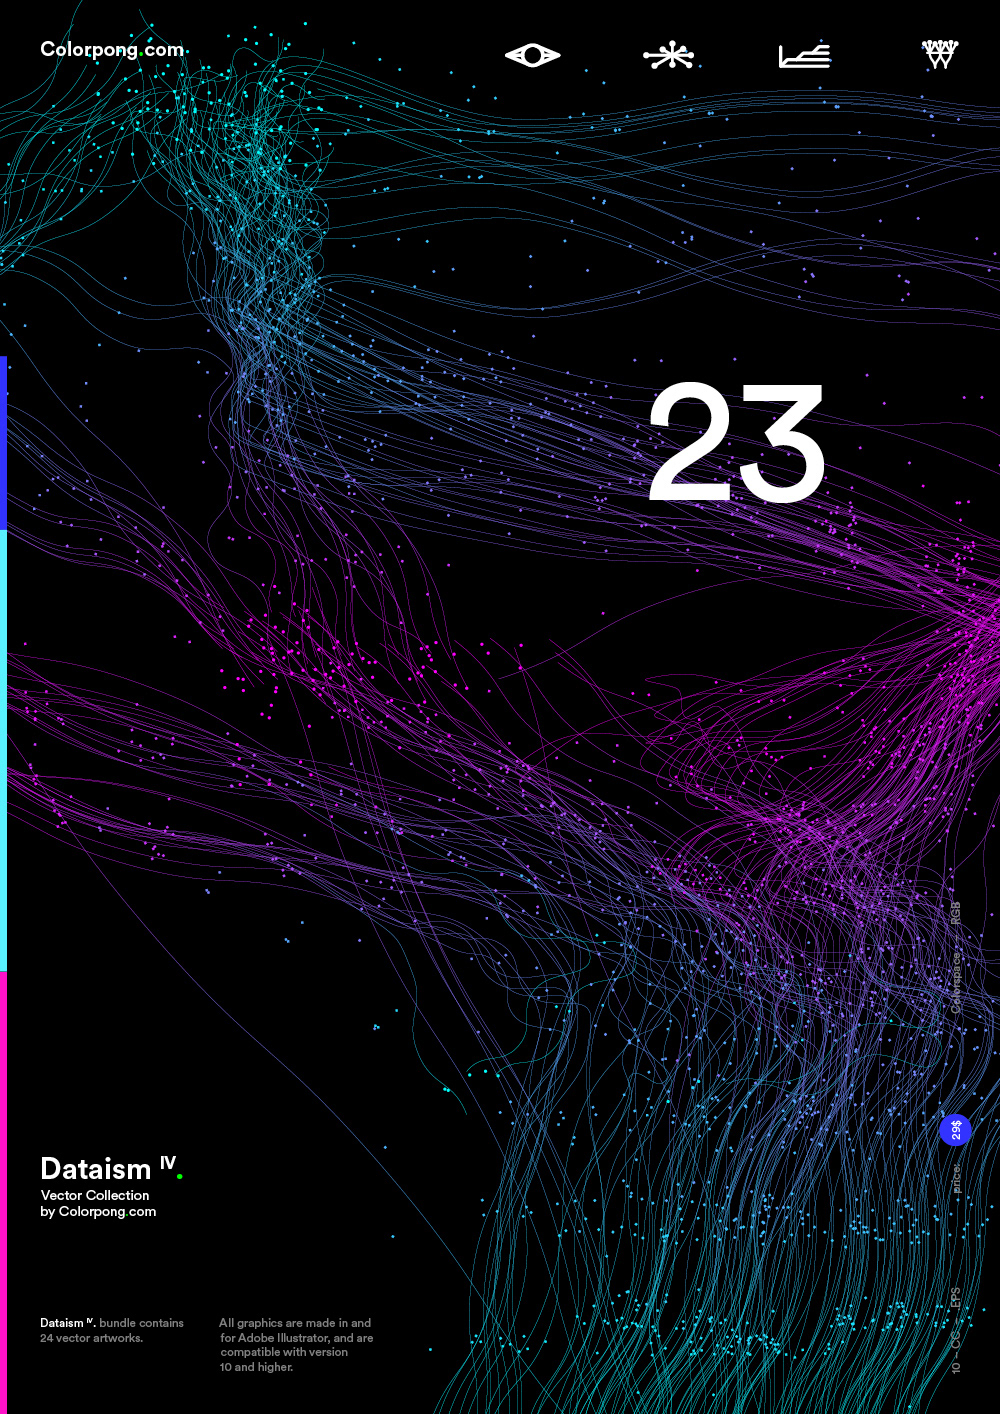 Colorpong.com
23
RGB
Colorspace:
29$
price:
Dataism IV.
Vector Collection
by Colorpong.com
EPS
10 – CC
Dataism IV. bundle contains
24 vector artworks.
All graphics are made in and
for Adobe Illustrator, and are
compatible with version
10 and higher.